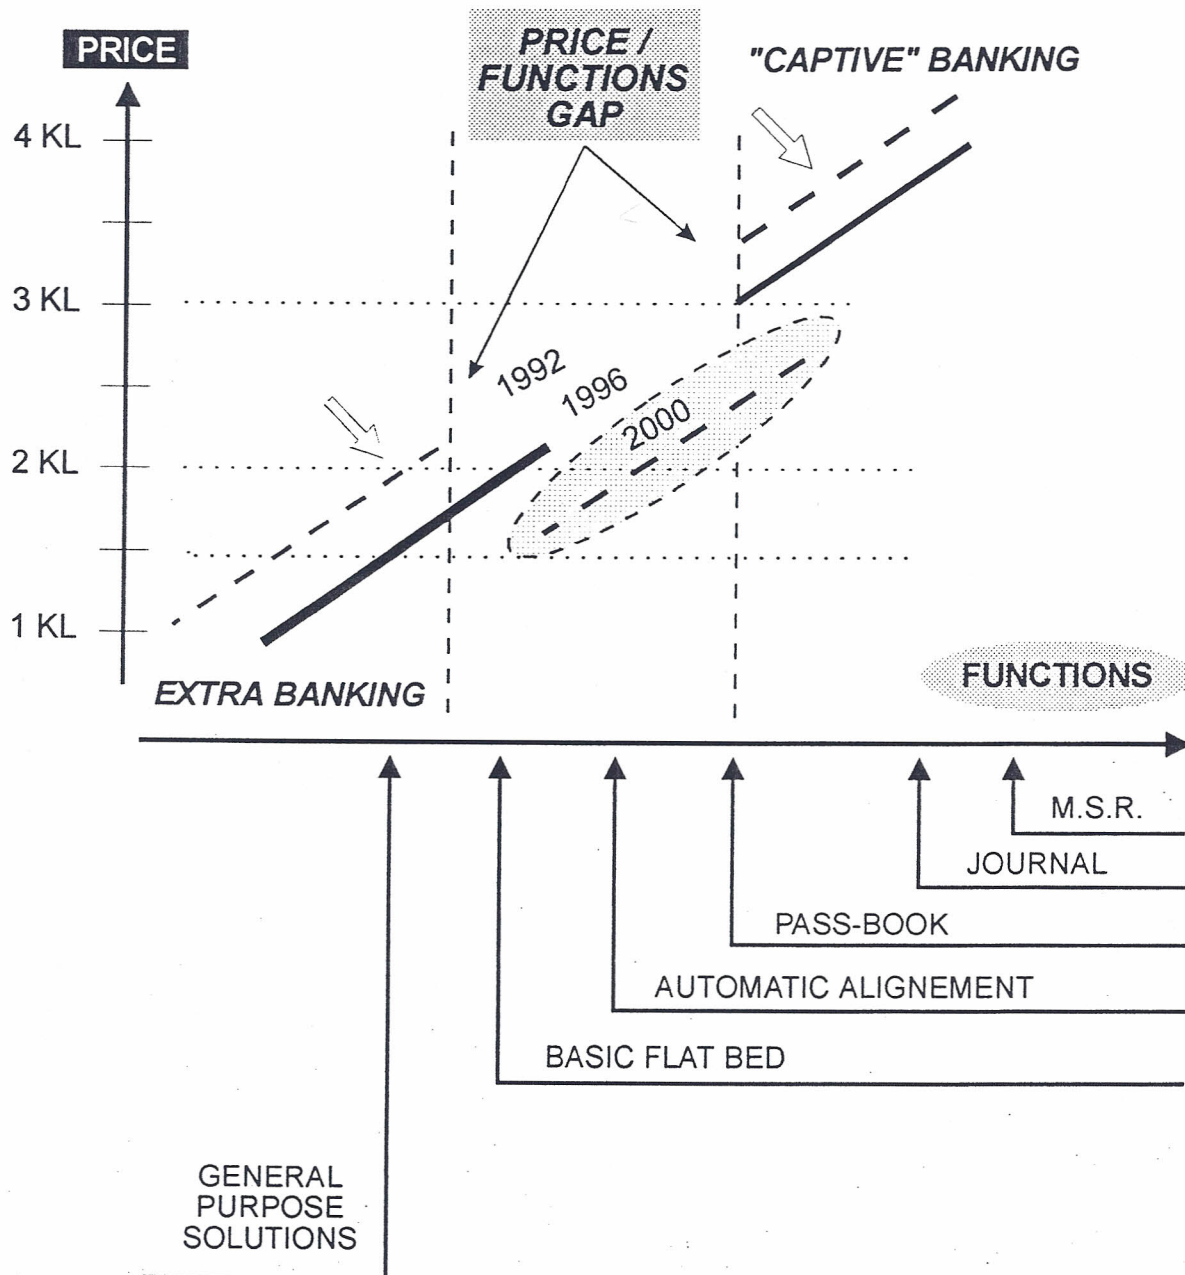 PRICE
PRICE /
FUNCTIONS
GAP
"CAPTIVE" BANKING
4 KL
3 KL
2 KL
1 KL
1992
1996
2000
EXTRA BANKING
FUNCTIONS
M.S.R.
JOURNAL
PASS-BOOK
AUTOMATIC ALIGNEMENT
BASIC FLAT BED
GENERAL
PURPOSE
SOLUTIONS